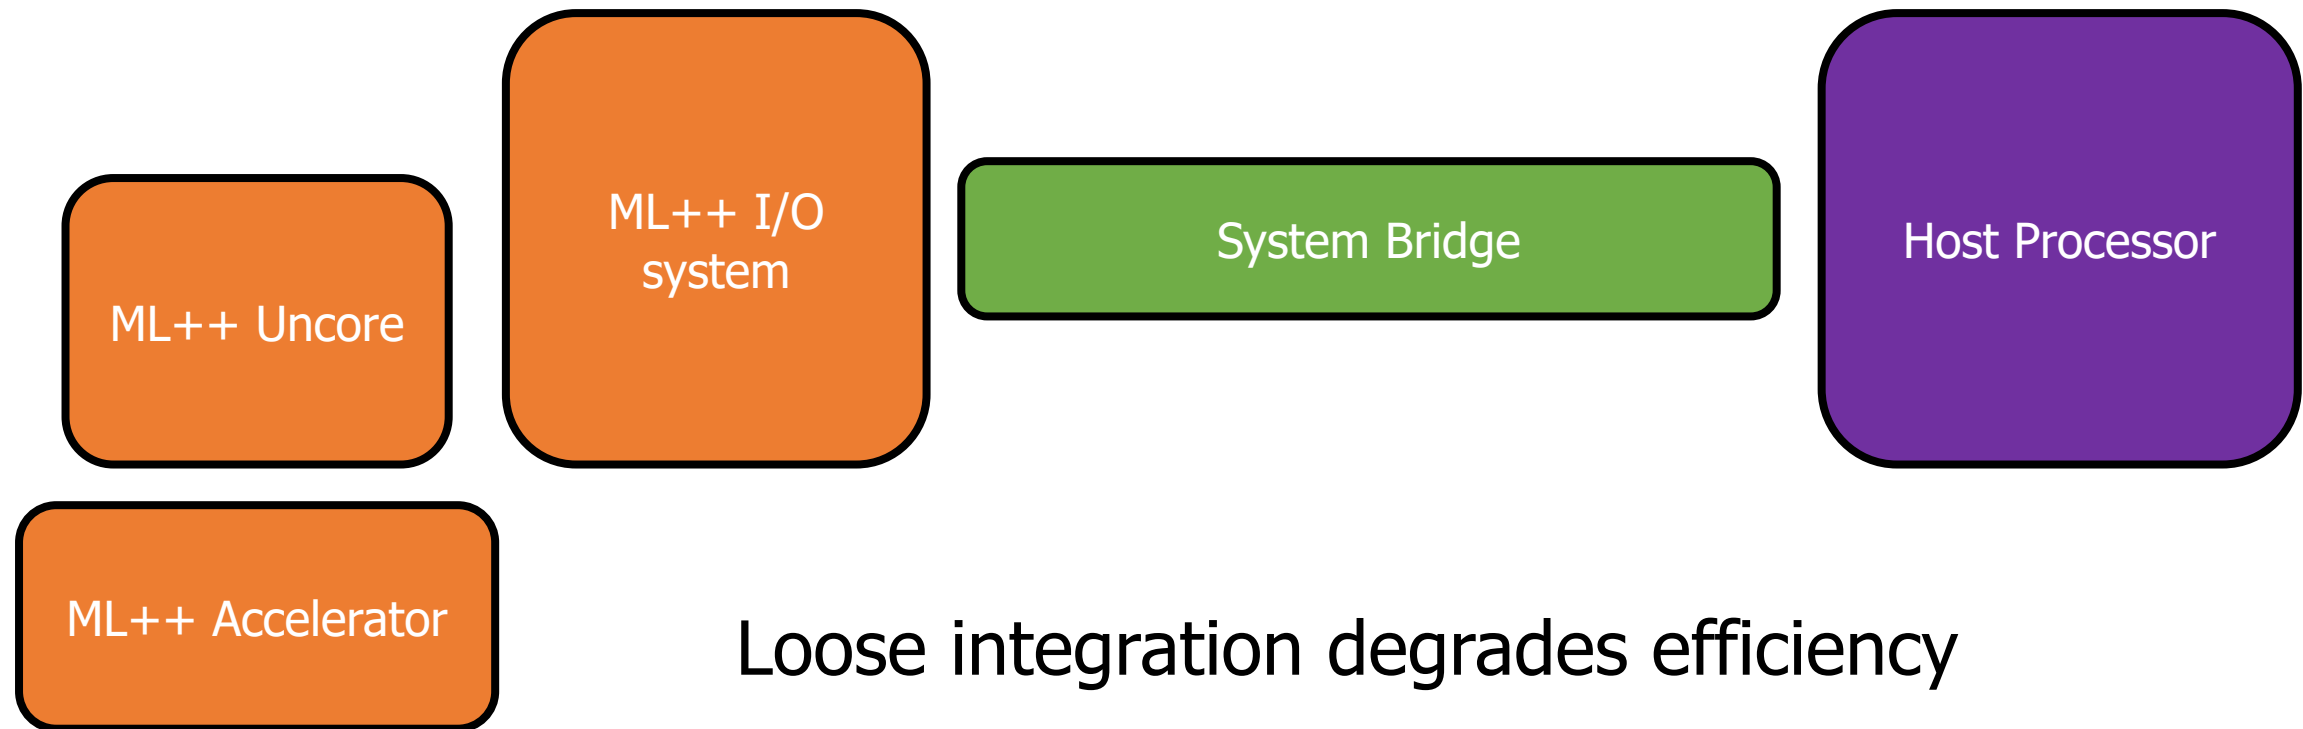 ML++ I/O
system
System Bridge
Host Processor
ML++ Uncore
ML++ Accelerator
Loose integration degrades efficiency